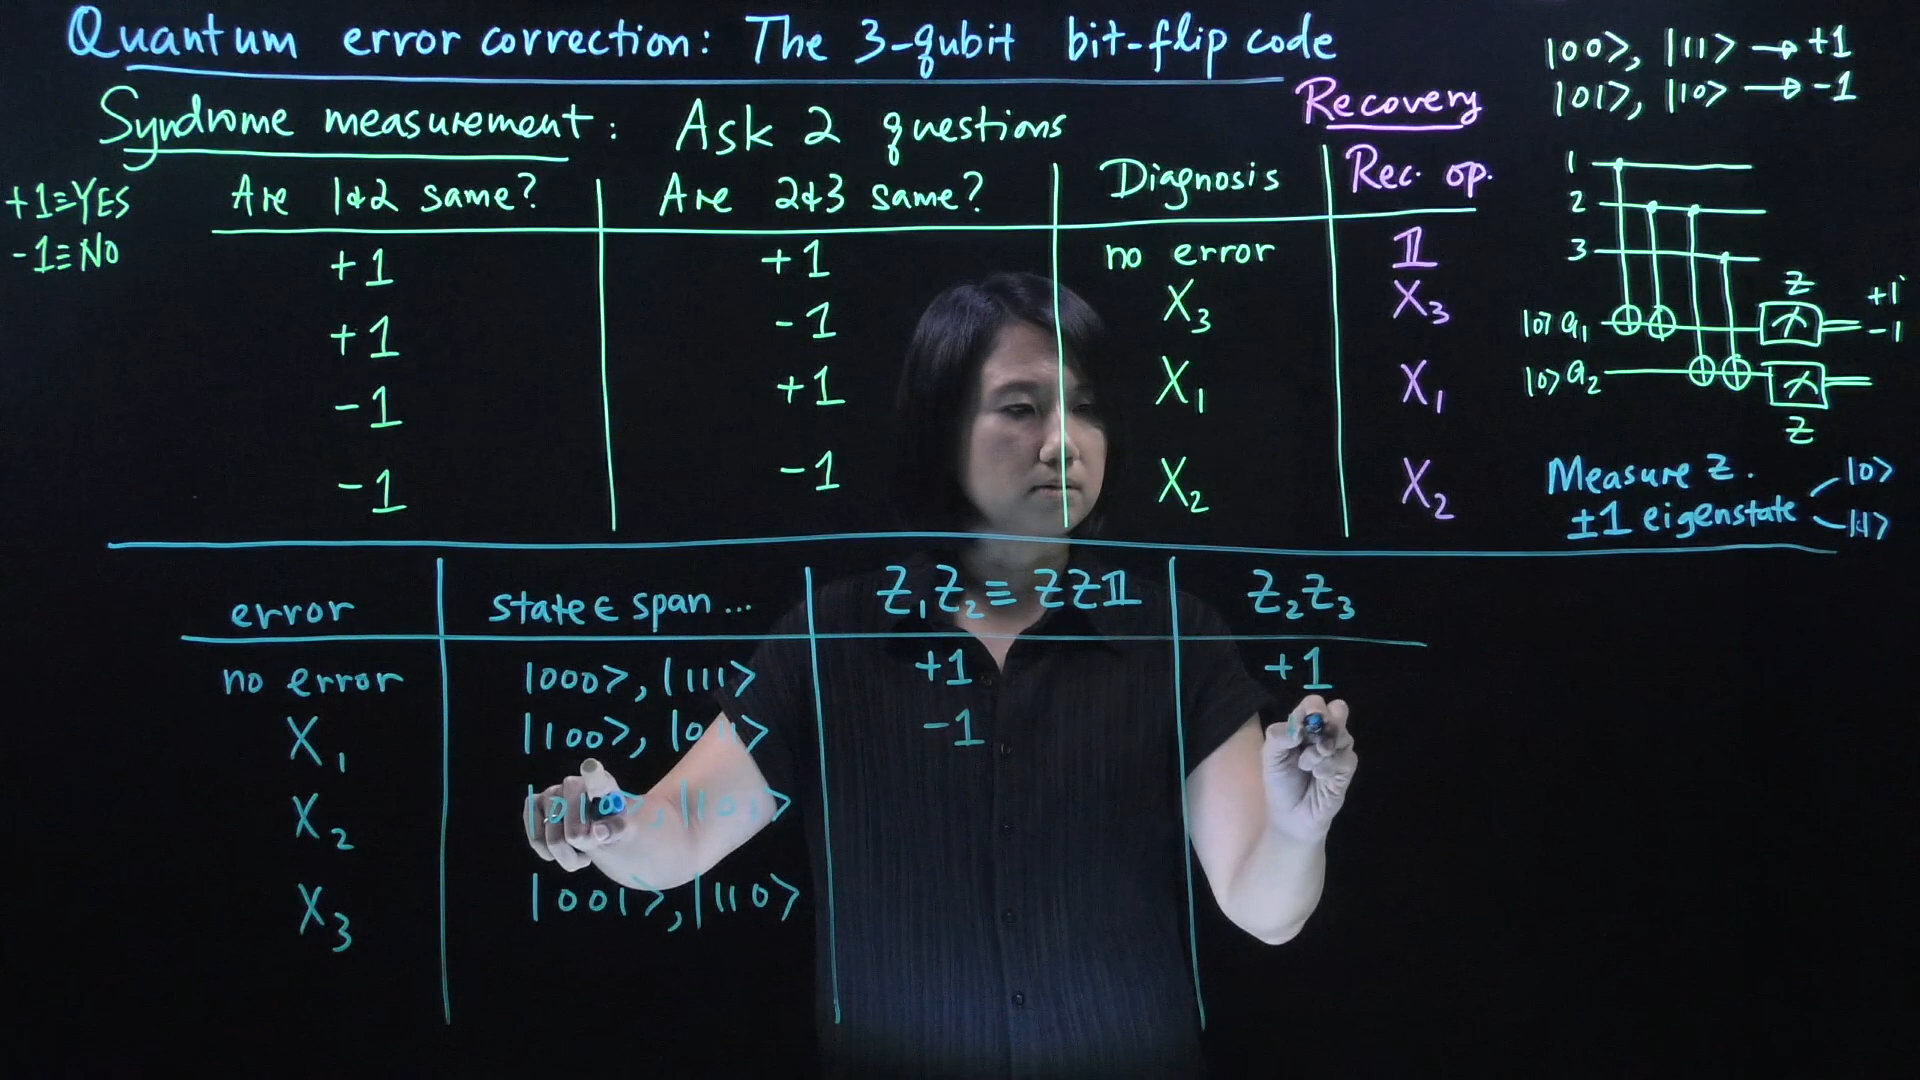 Quantum error correction: The 3-qubit bit-flip code
Syndrome measurement: Ask 2 questions
Recovery
+1≡YES
-1≡NO
Are 1&2 same? Are 2&3 same? Diagnosis Rec. op.
+1 +1 no error 𝟙
+1 -1 X₃ X₃
-1 +1 X₁ X₁
-1 -1 X₂ X₂
|00>, |11> → +1
|01>, |10> → -1
1
2
3
Z
|0> a₁ +1
-1
|0> a₂
Z
Measure Z. |0>
±1 eigenstate |1>
error state ∈ span ... Z₁Z₂ ≡ ZZ𝟙 Z₂Z₃
no error |000>, |111> +1 +1
X₁ |100>, |011> -1
X₂ |010>, |101>
X₃ |001>, |110>